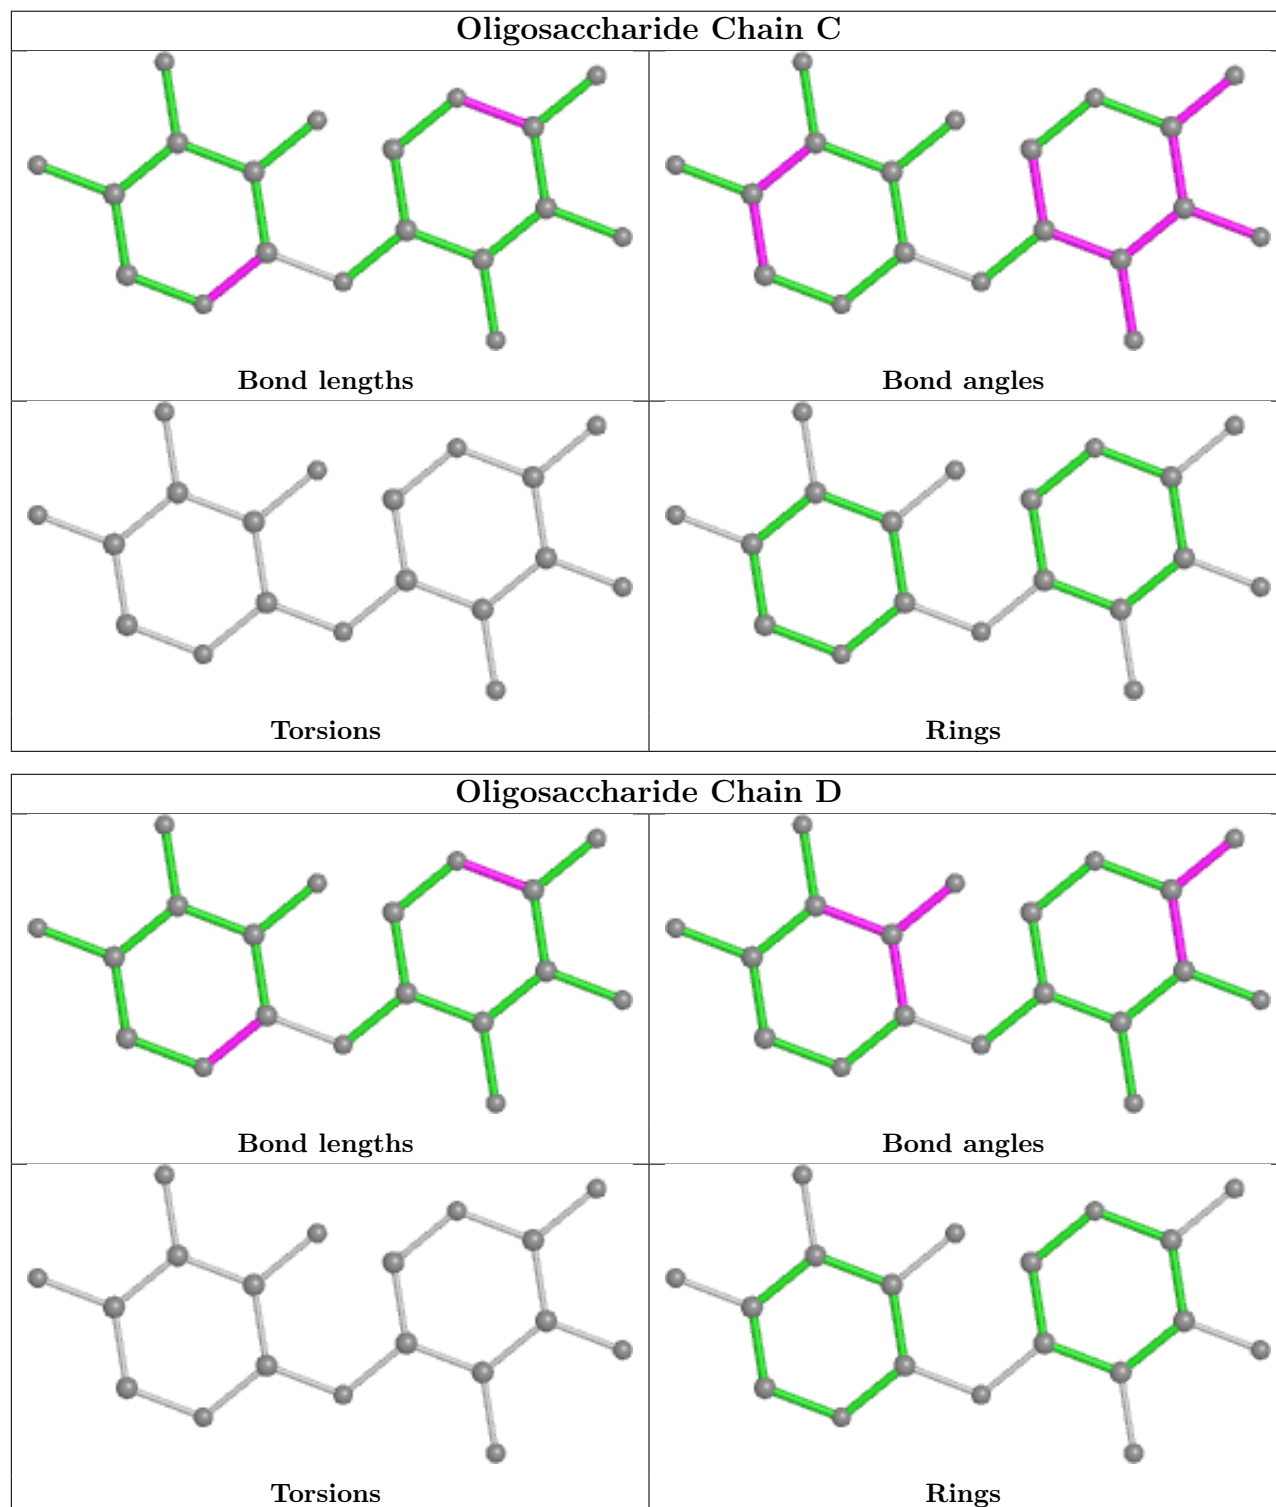 Oligosaccharide Chain C
Bond lengths
Bond angles
Torsions
Rings
Oligosaccharide Chain D
Bond lengths
Bond angles
Torsions
Rings